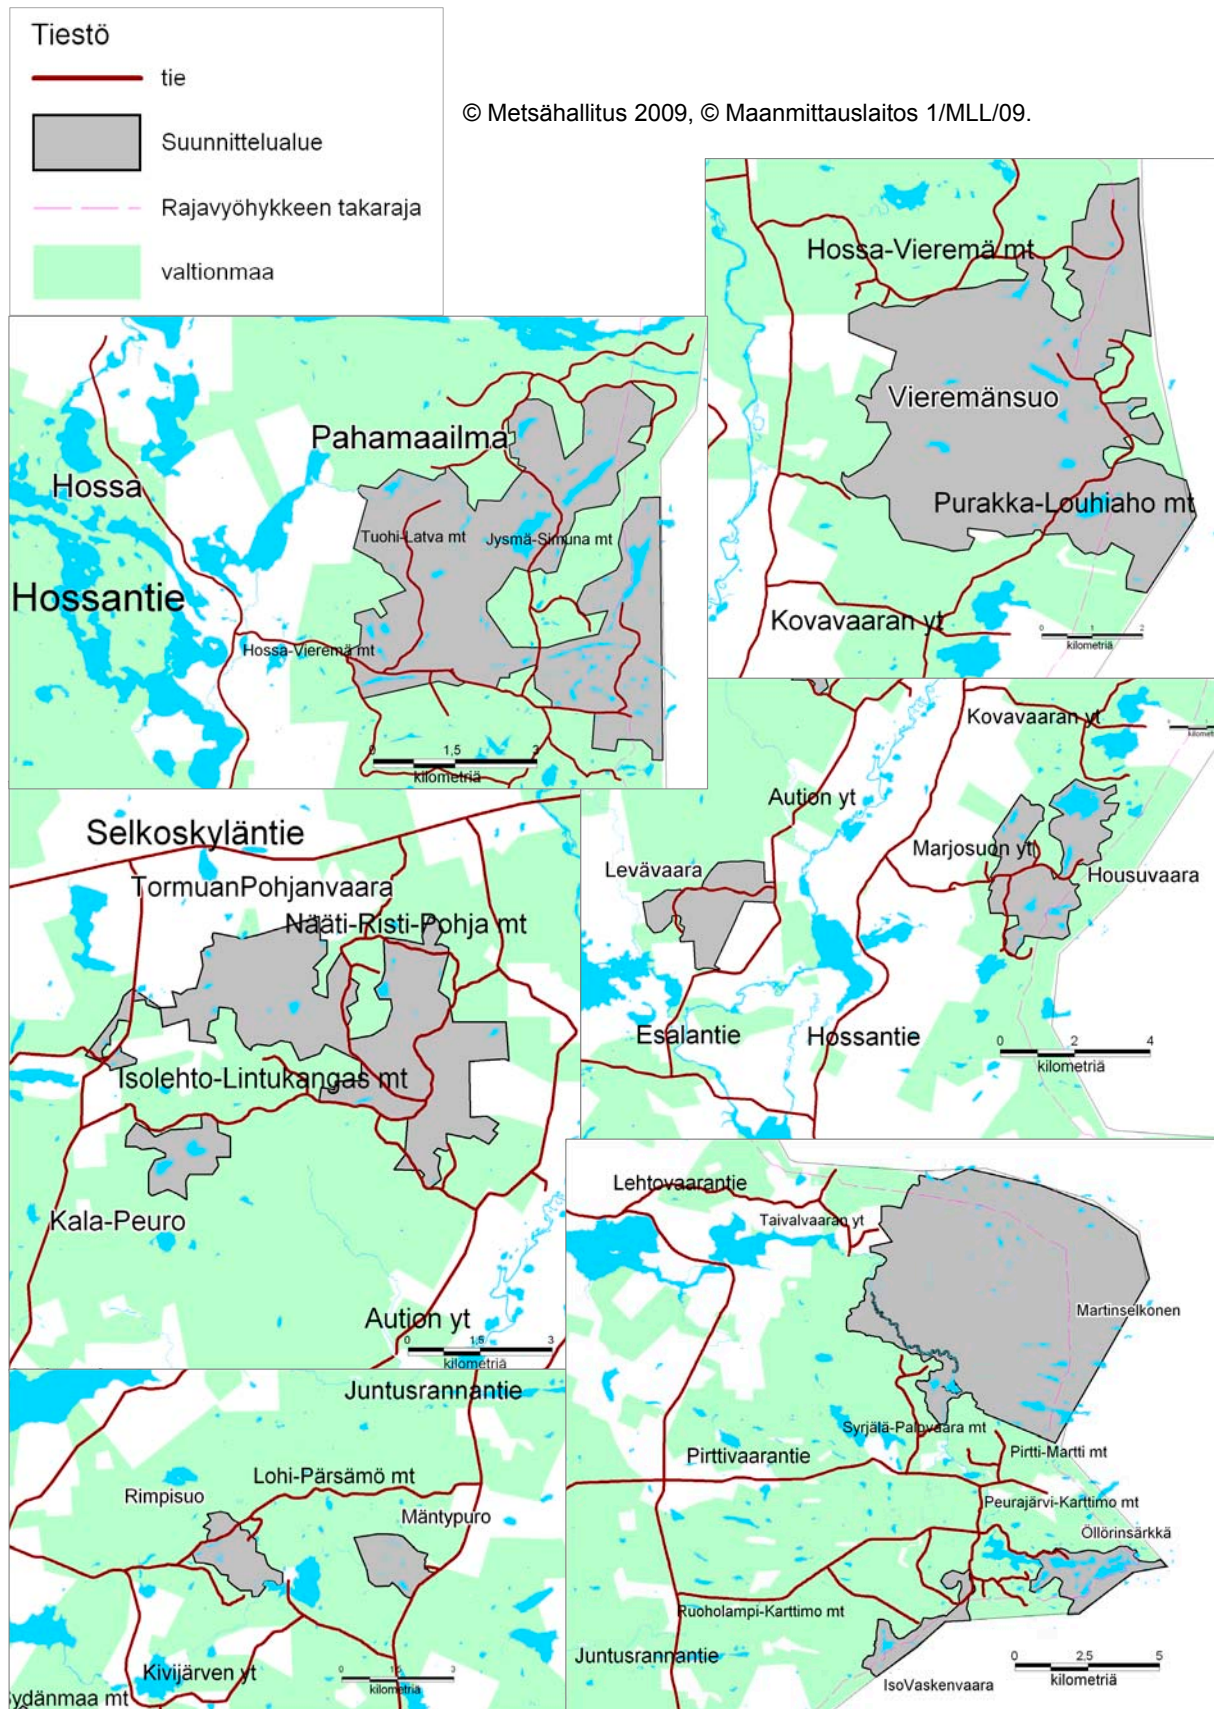 Tiestö
tie
Suunnittelualue
Rajavyöhykkeen takaraja
valtionmaa
© Metsähallitus 2009, © Maanmittauslaitos 1/MLL/09.
Hossa-Vieremä mt
Vieremänsuo
Purakka-Louhiaho mt
Kovavaaran yt
0 1 2
kilometriä
Pahamaailma
Hossa
Tuohi-Latva mt
Jysmä-Simuna mt
Hossantie
Hossa-Vieremä mt
0 1,5 3
kilometriä
Kovavaaran yt
Aution yt
Marjosuon yt
Levävaara
Housuvaara
Esalantie
Hossantie
0 2 4
kilometriä
Selkoskyläntie
TormuanPohjanvaara
Nääti-Risti-Pohja mt
Isolehto-Lintukangas mt
Kala-Peuro
Aution yt
0 1,5 3
kilometriä
Lehtovaarantie
Taivalvaaran yt
Martinselkonen
Syrjälä-Palovaara mt
Pirtti-Martti mt
Pirttivaarantie
Peurajärvi-Karttimo mt
Öllörinsärkkä
Ruoholampi-Karttimo mt
Juntusrannantie
IsoVaskenvaara
0 2,5 5
kilometriä
Juntusrannantie
Lohi-Pärsämö mt
Rimpisuo
Mäntypuro
Kivijärven yt
ydänmaa mt
kilometriä